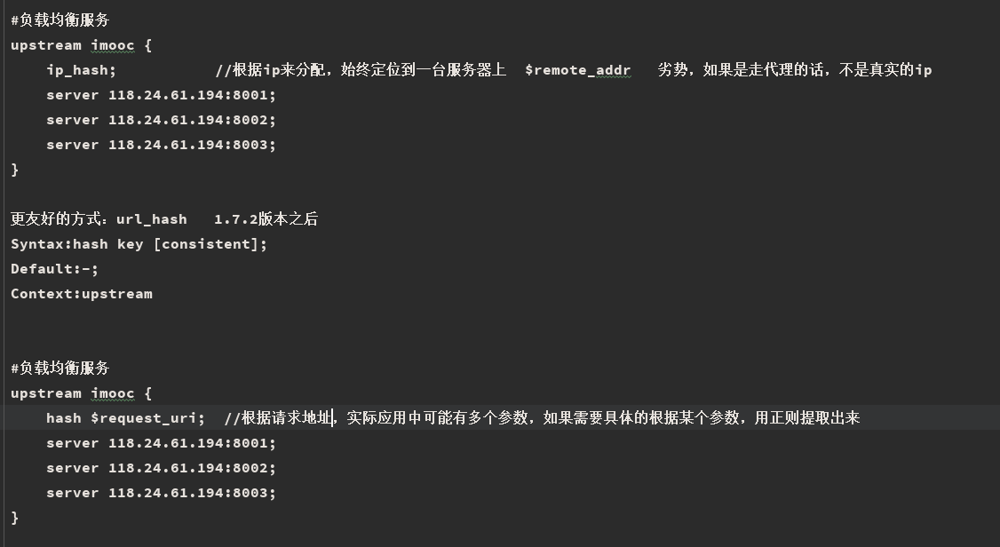 #负载均衡服务
upstream imooc {
    ip_hash;           //根据ip来分配，始终定位到一台服务器上  $remote_addr   劣势，如果是走代理的话，不是真实的ip
    server 118.24.61.194:8001;
    server 118.24.61.194:8002;
    server 118.24.61.194:8003;
}
更友好的方式：url_hash   1.7.2版本之后
Syntax:hash key [consistent];
Default:-;
Context:upstream
#负载均衡服务
upstream imooc {
    hash $request_uri;  //根据请求地址，实际应用中可能有多个参数，如果需要具体的根据某个参数，用正则提取出来
    server 118.24.61.194:8001;
    server 118.24.61.194:8002;
    server 118.24.61.194:8003;
}